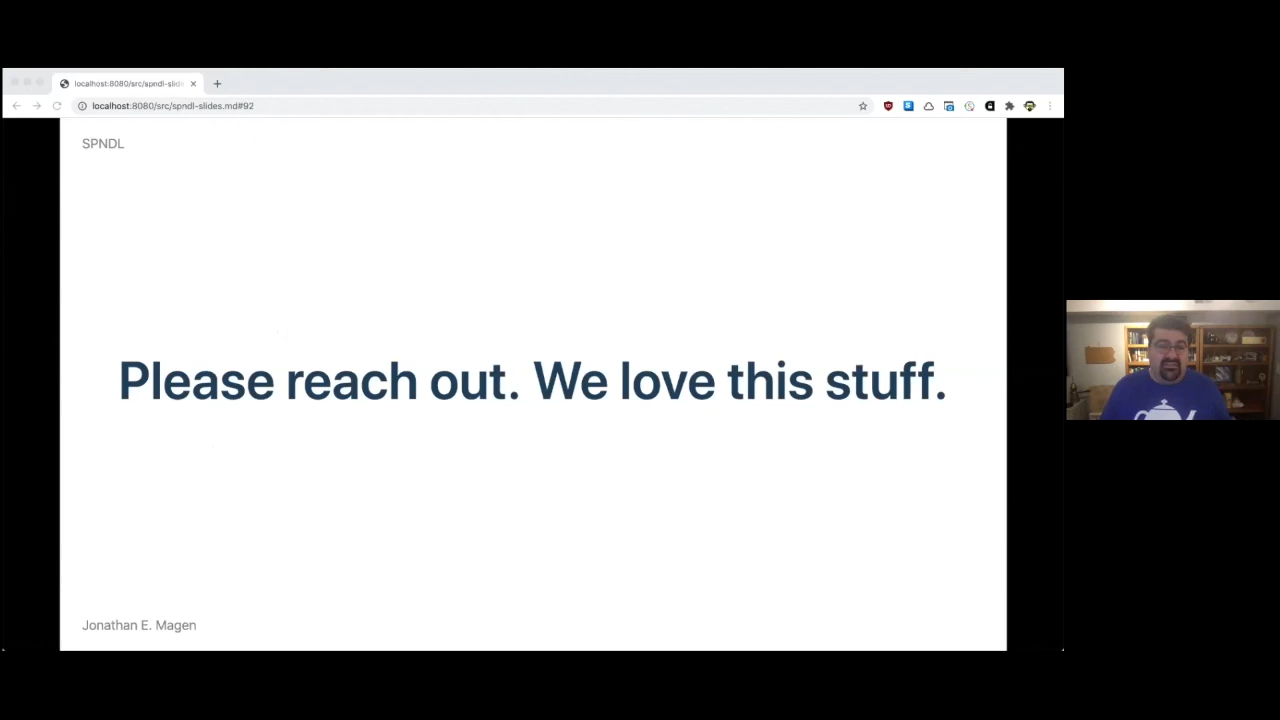 localhost:8080/src/spndl-slide
localhost:8080/src/spndl-slides.md#92
SPNDL
Please reach out. We love this stuff.
Jonathan E. Magen